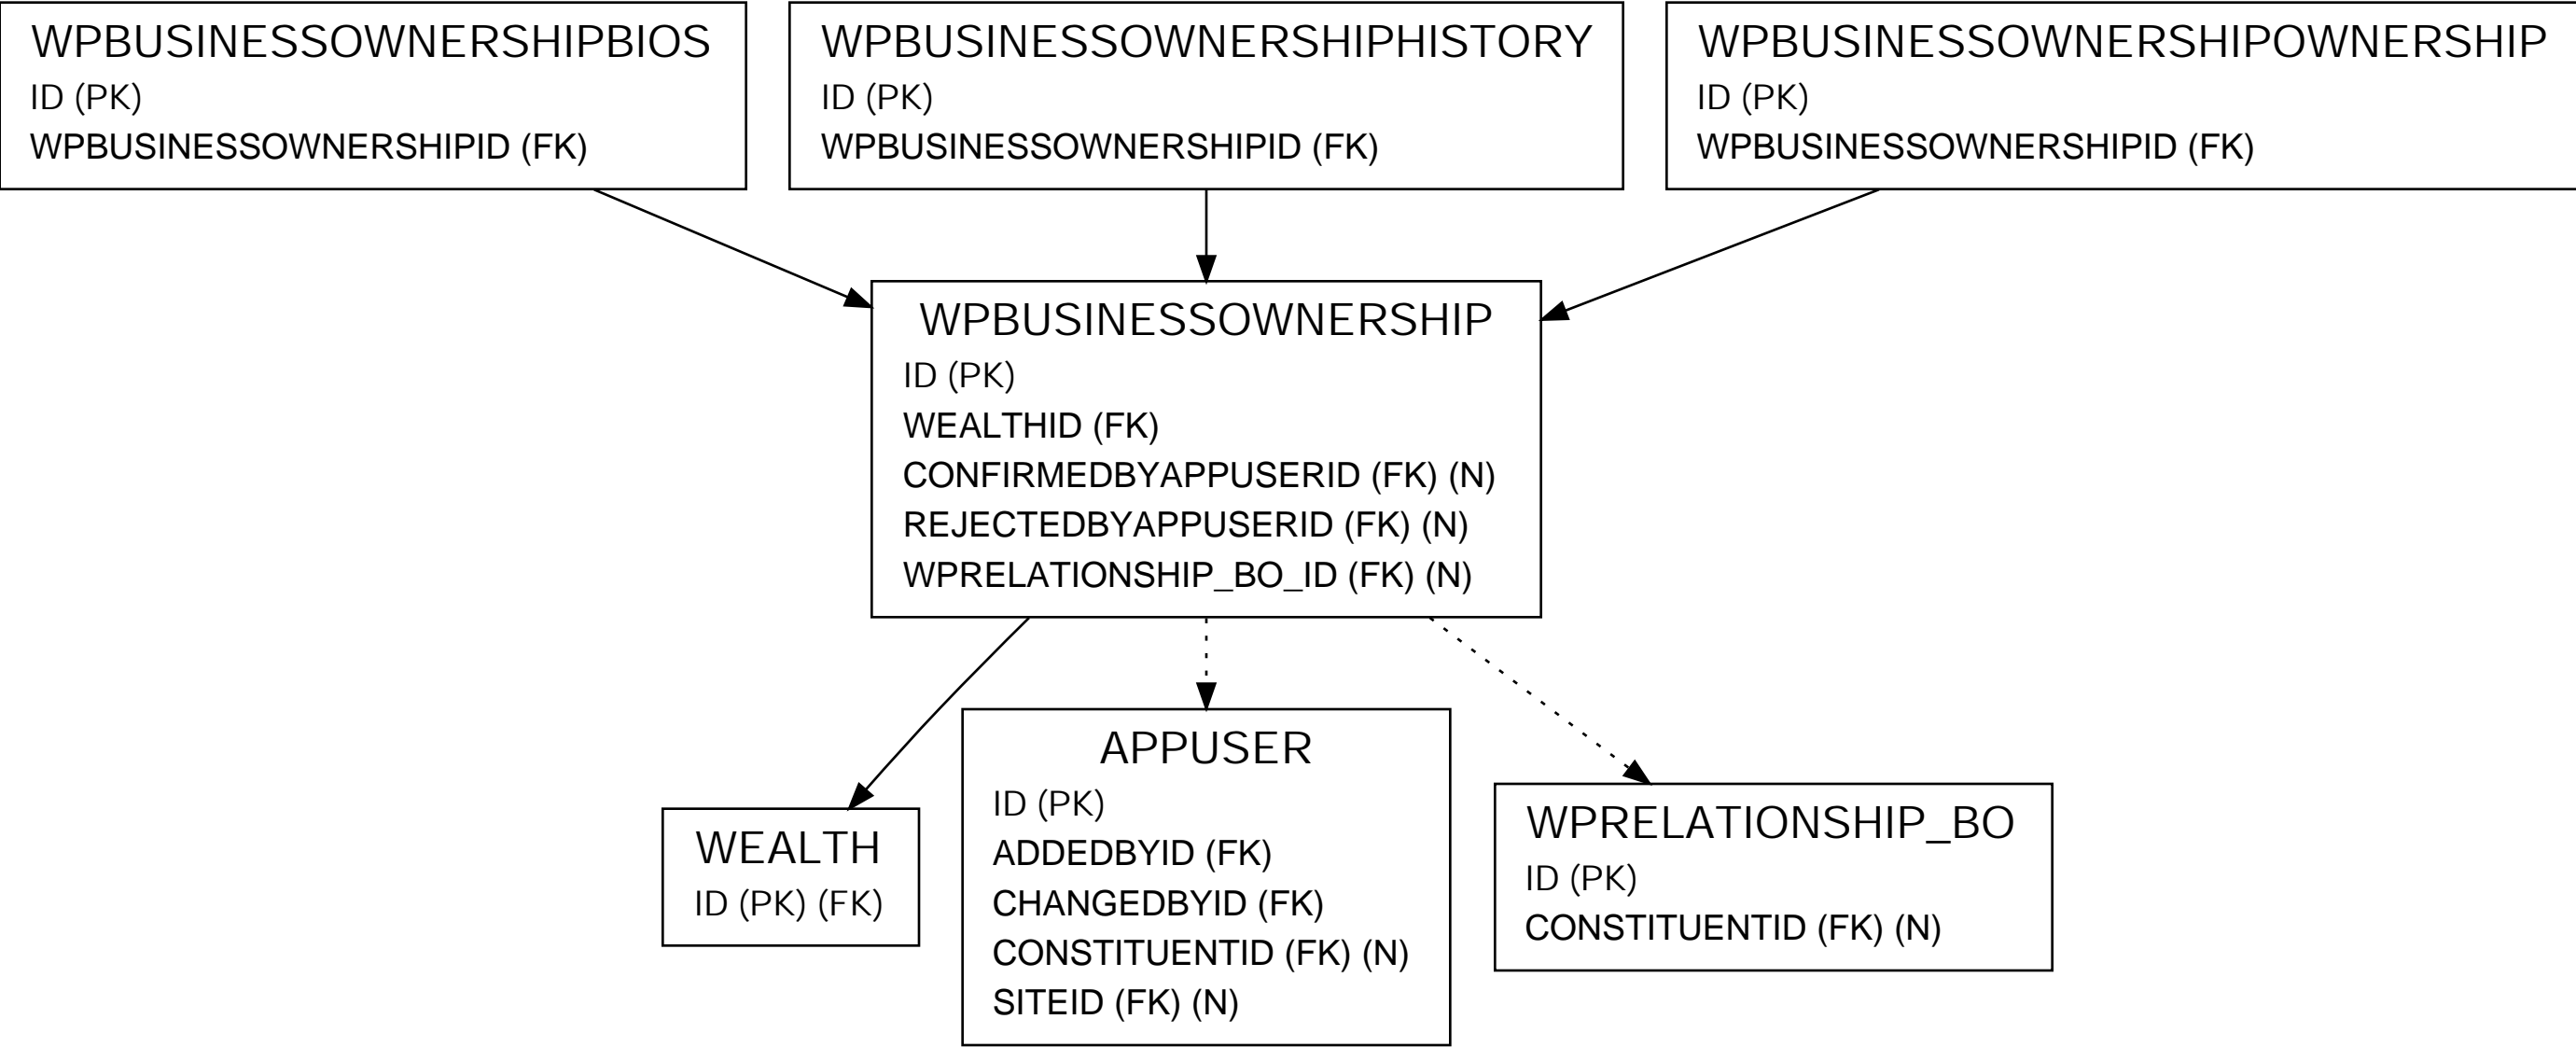 WPBUSINESSOWNERSHIPBIOS
ID (PK)
WPBUSINESSOWNERSHIPID (FK)
WPBUSINESSOWNERSHIPHISTORY
ID (PK)
WPBUSINESSOWNERSHIPID (FK)
WPBUSINESSOWNERSHIPOWNERSHIP
ID (PK)
WPBUSINESSOWNERSHIPID (FK)
WPBUSINESSOWNERSHIP
ID (PK)
WEALTHID (FK)
CONFIRMEDBYAPPUSERID (FK) (N)
REJECTEDBYAPPUSERID (FK) (N)
WPRELATIONSHIP_BO_ID (FK) (N)
WEALTH
ID (PK) (FK)
APPUSER
ID (PK)
ADDEDBYID (FK)
CHANGEDBYID (FK)
CONSTITUENTID (FK) (N)
SITEID (FK) (N)
WPRELATIONSHIP_BO
ID (PK)
CONSTITUENTID (FK) (N)